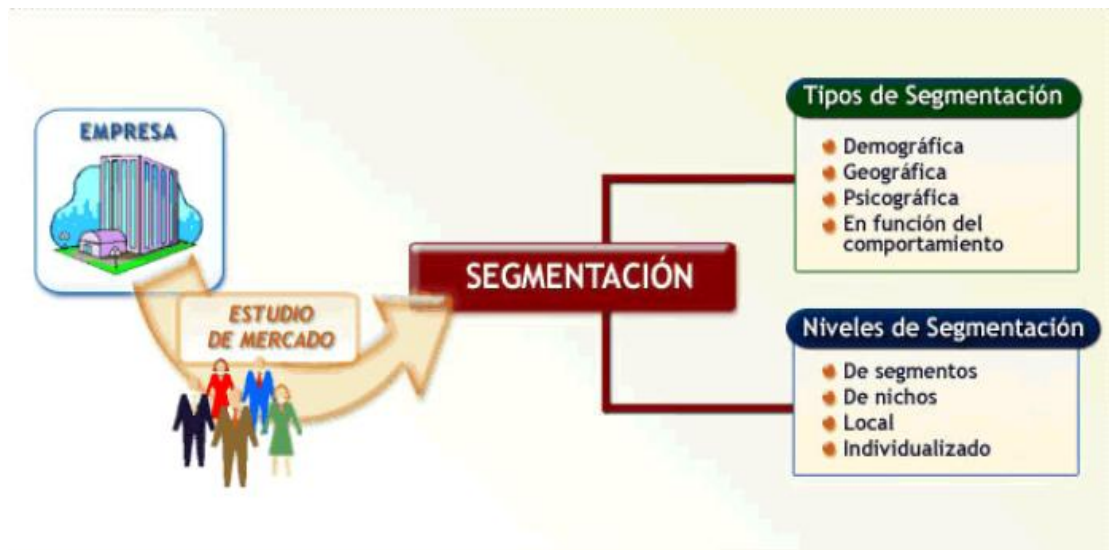 EMPRESA
ESTUDIO
DE MERCADO
SEGMENTACIÓN
Tipos de Segmentación
Demográfica
Geográfica
Psicográfica
En función del
comportamiento
Niveles de Segmentación
De segmentos
De nichos
Local
Individualizado